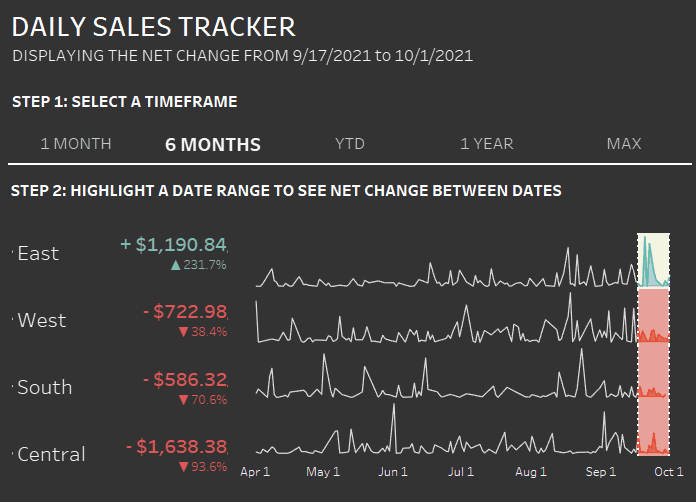 DAILY SALES TRACKER
DISPLAYING THE NET CHANGE FROM 9/17/2021 to 10/1/2021
STEP 1: SELECT A TIMEFRAME
1 MONTH 6 MONTHS YTD 1 YEAR MAX
STEP 2: HIGHLIGHT A DATE RANGE TO SEE NET CHANGE BETWEEN DATES
East + $1,190.84
▲ 231.7%
West - $722.98
▼ 38.4%
South - $586.32
▼ 70.6%
Central - $1,638.38
▼ 93.6%
Apr 1 May 1 Jun 1 Jul 1 Aug 1 Sep 1 Oct 1